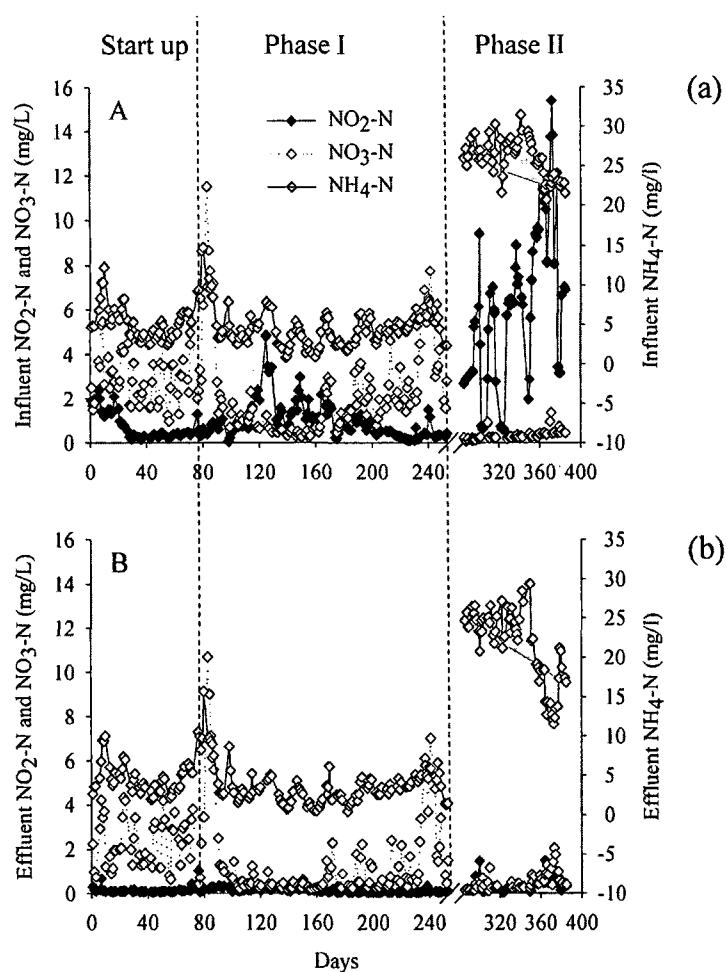 Start up Phase I Phase II
(a)
A
Influent NO2-N and NO3-N (mg/L)
16
14
12
10
8
6
4
2
0
NO2-N
NO3-N
NH4-N
35
30
25
20
15
10
5
0
-5
-10
Influent NH4-N (mg/l)
0 40 80 120 160 200 240 320 360 400
(b)
B
Effluent NO2-N and NO3-N (mg/L)
16
14
12
10
8
6
4
2
0
35
30
25
20
15
10
5
0
-5
-10
Effluent NH4-N (mg/l)
0 40 80 120 160 200 240 320 360 400
Days